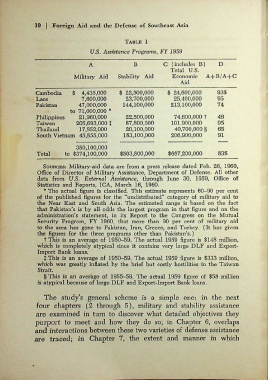 10 | Foreign Aid and the Defense of Southeast Asia
TABLE 1
U.S. Assistance Programs, FY 1959
A B C [includes B] D
Total U.S.
Military Aid Stability Aid Economic A+B/A+C
Aid
Cambodia $ 4,435,000 $ 22,500,000 $ 24,600,000 93%
Laos 7,600,000 23,700,000 25,400,000 95
Pakistan 47,000,000 144,100,000 213,100,000 74
to 71,000,000 *
Philippines 21,960,000 22,500,000 74,600,000 † 48
Taiwan 205,693,000 ‡ 87,800,000 101,000,000 95
Thailand 17,852,000 20,100,000 40,700,000 § 65
South Vietnam 45,855,000 181,100,000 206,900,000 91
350,100,000
Total to $374,100,000 $503,800,000 $687,200,000 83%
SOURCES: Military-aid data are from a press release dated Feb. 26, 1960,
Office of Director of Military Assistance, Department of Defense. All other
data from U.S. External Assistance, through June 30, 1959, Office of
Statistics and Reports, ICA, March 16, 1960.
* The actual figure is classified. This estimate represents 60–90 per cent
of the published figures for the "undistributed" category of military aid to
the Near East and South Asia. The estimated range is based on the fact
that Pakistan's is by all odds the largest program in that figure and on the
administration's statement, in its Report to the Congress on the Mutual
Security Program, FY 1960, that more than 90 per cent of military aid
to the area has gone to Pakistan, Iran, Greece, and Turkey. (It has given
the figures for the three programs other than Pakistan's.)
† This is an average of 1950–59. The actual 1959 figure is $148 million,
which is completely atypical since it contains very large DLF and Export-
Import Bank loans.
‡ This is an average of 1950–59. The actual 1959 figure is $333 million,
which was greatly inflated by the brief but costly hostilities in the Taiwan
Strait.
§ This is an average of 1955–59. The actual 1959 figure of $58 million
is atypical because of large DLF and Export-Import Bank loans.
The study's general scheme is a simple one: in the next
four chapters (2 through 5), military and stability assistance
are examined in turn to discover what detailed objectives they
purport to meet and how they do so; in Chapter 6, overlaps
and interactions between these two varieties of defense assistance
are traced; in Chapter 7, the extent and manner in which